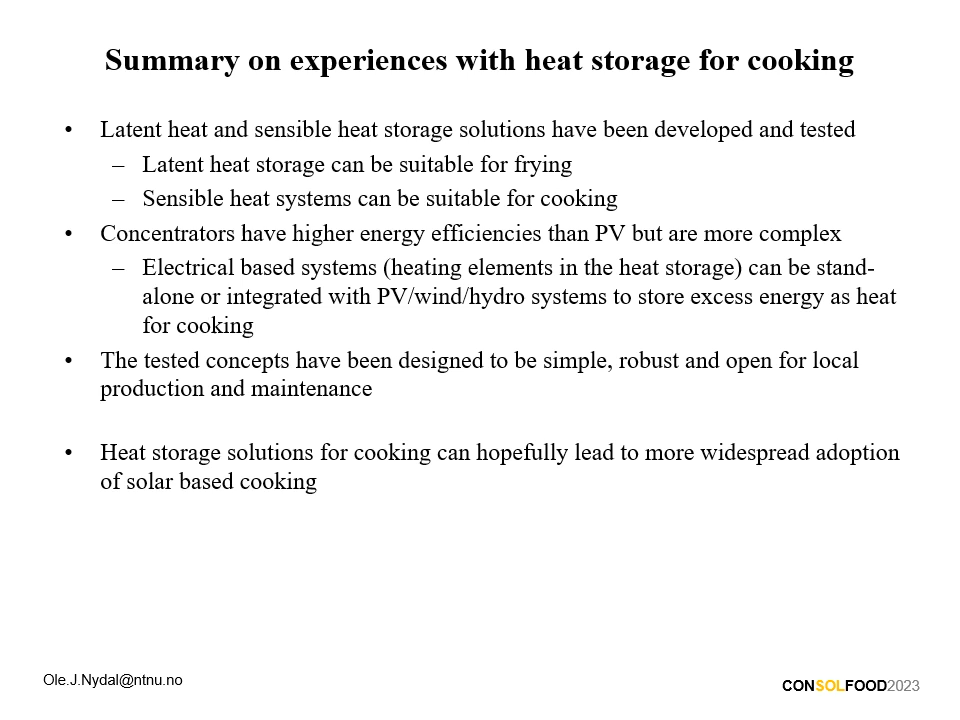 Summary on experiences with heat storage for cooking
• Latent heat and sensible heat storage solutions have been developed and tested
– Latent heat storage can be suitable for frying
– Sensible heat systems can be suitable for cooking
• Concentrators have higher energy efficiencies than PV but are more complex
– Electrical based systems (heating elements in the heat storage) can be stand-
alone or integrated with PV/wind/hydro systems to store excess energy as heat
for cooking
• The tested concepts have been designed to be simple, robust and open for local
production and maintenance
• Heat storage solutions for cooking can hopefully lead to more widespread adoption
of solar based cooking
Ole.J.Nydal@ntnu.no
CONSOLFOOD2023